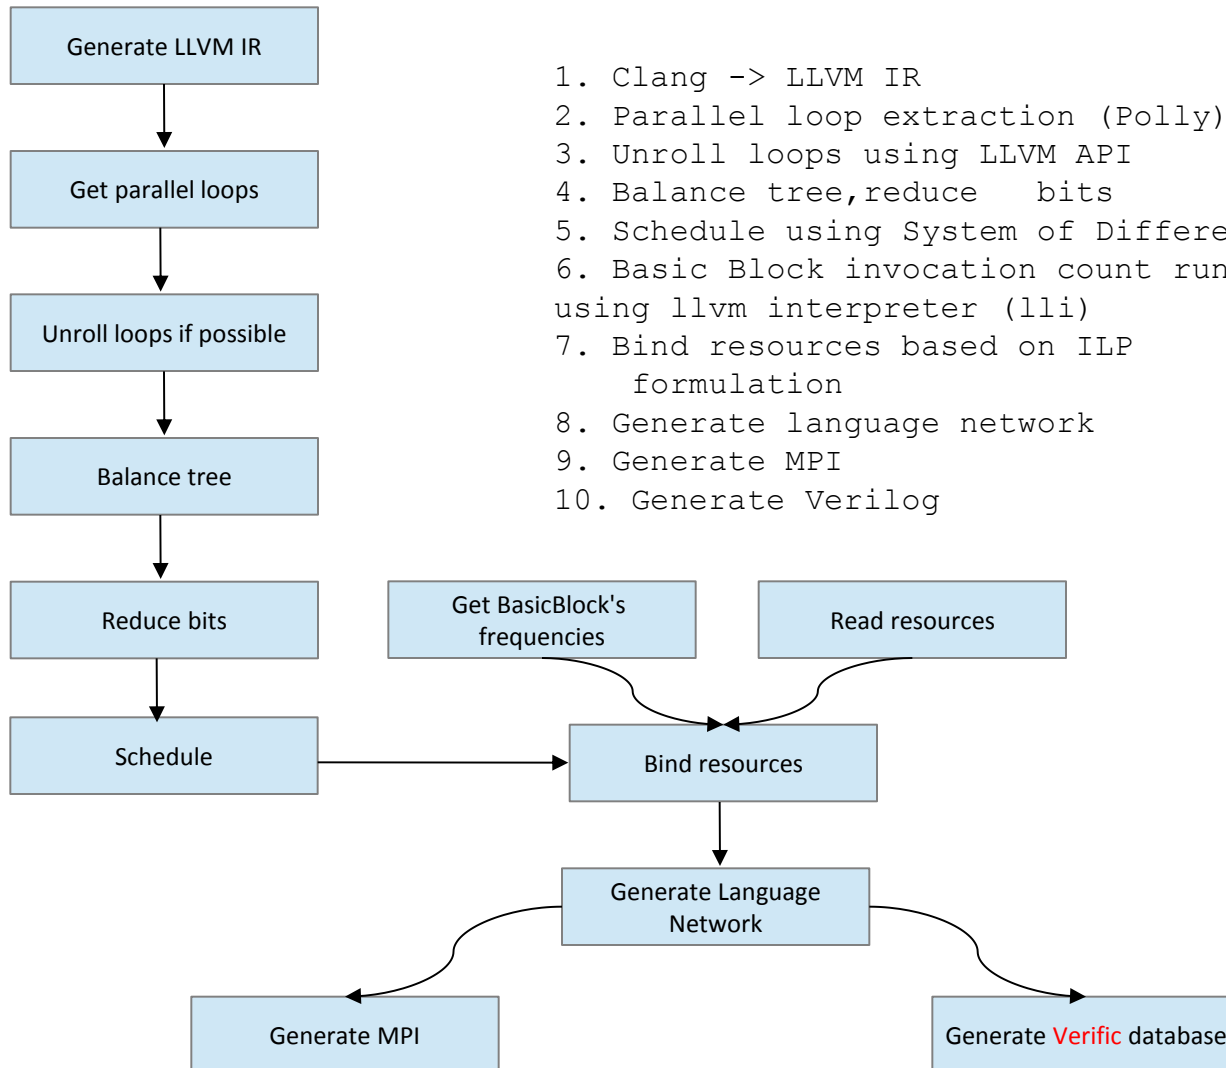 Generate LLVM IR
Get parallel loops
Unroll loops if possible
Balance tree
Reduce bits
Schedule
1. Clang -> LLVM IR
2. Parallel loop extraction (Polly)
3. Unroll loops using LLVM API
4. Balance tree,reduce   bits
5. Schedule using System of Differe
6. Basic Block invocation count run
using llvm interpreter (lli)
7. Bind resources based on ILP
formulation
8. Generate language network
9. Generate MPI
10. Generate Verilog
Get BasicBlock's
frequencies
Read resources
Bind resources
Generate Language
Network
Generate MPI
Generate Verific database